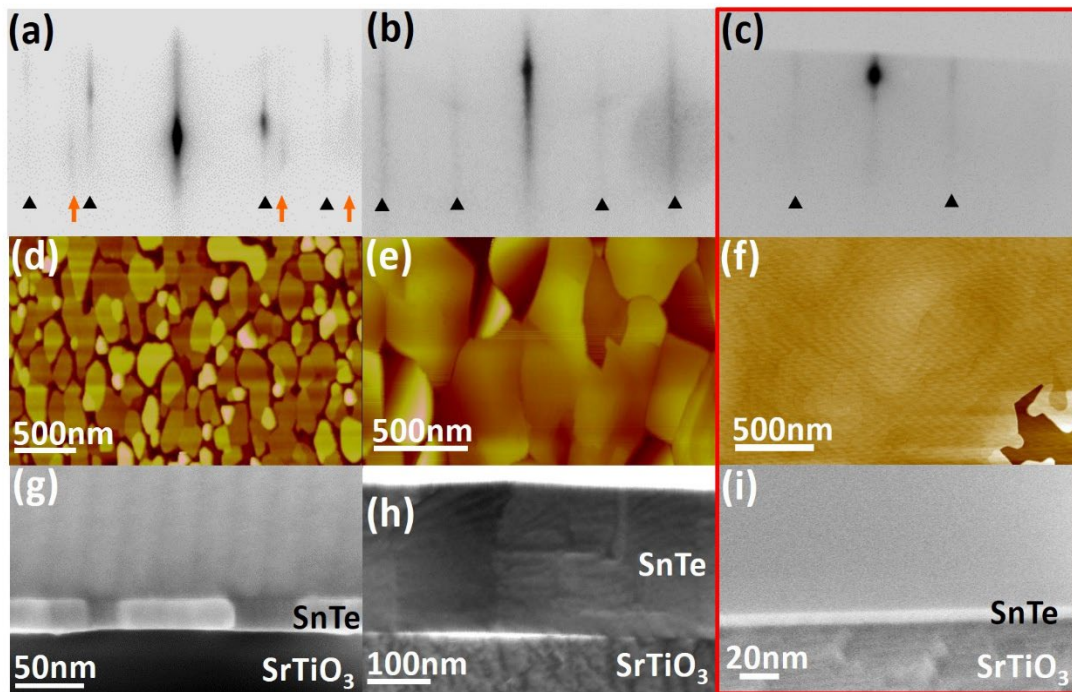 (a)
(b)
(c)
(d)
500nm
(e)
500nm
(f)
500nm
(g)
SnTe
50nm
SrTiO₃
(h)
SnTe
100nm
SrTiO₃
(i)
SnTe
20nm
SrTiO₃